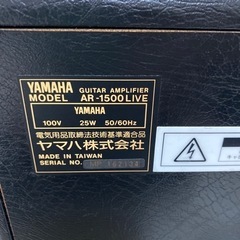 YAMAHA GUITAR AMPLIFIER
MODEL AR-1500LIVE
YAMAHA
100V 25W 50/60Hz
電気用品取締法技術基準適合品
ヤマハ株式会社
MADE IN TAIWAN
SERIAL NO.